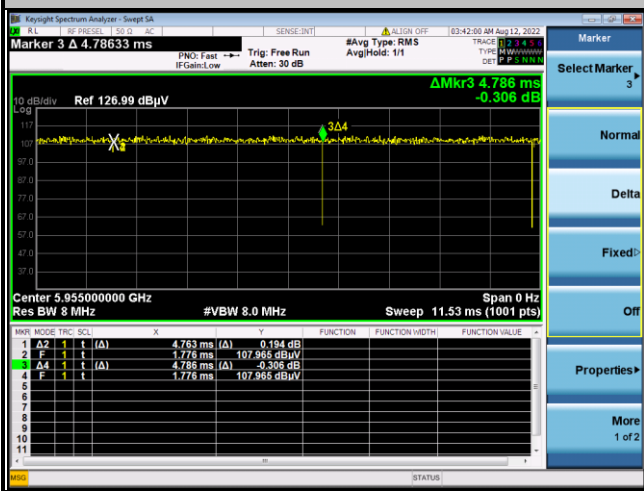 Keysight Spectrum Analyzer - Swept SA
RL RF PRESEL 50 Ω AC SENSE:INT ALIGN OFF 03:42:00 AM Aug 12, 2022
Marker 3 Δ 4.78633 ms
PNO: Fast Trig: Free Run
IFGain:Low Atten: 30 dB
#Avg Type: RMS
Avg|Hold: 1/1
TRACE 1 2 3 4 5 6
TYPE MWWWWW
DET P P S N N N
ΔMkr3 4.786 ms
-0.306 dB
10 dB/div Ref 126.99 dBµV
Log
117
107
97.0
87.0
77.0
67.0
57.0
47.0
37.0
3Δ4
Center 5.955000000 GHz Span 0 Hz
Res BW 8 MHz #VBW 8.0 MHz Sweep 11.53 ms (1001 pts)
MKR MODE TRC SCL X Y FUNCTION FUNCTION WIDTH FUNCTION VALUE
1 Δ2 1 t (Δ) 4.763 ms (Δ) 0.194 dB
2 F 1 t 1.776 ms 107.965 dBµV
3 Δ4 1 t (Δ) 4.786 ms (Δ) -0.306 dB
4 F 1 t 1.776 ms 107.965 dBµV
5
6
7
8
9
10
11
MSG STATUS
Marker
Select Marker
3
Normal
Delta
Fixed
Off
Properties
More
1 of 2